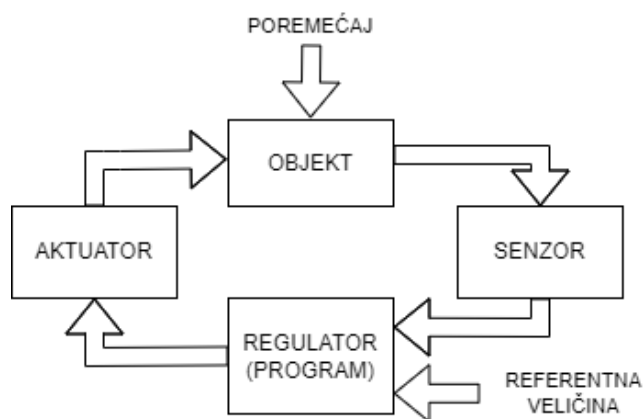 POREMEĆAJ
OBJEKT
AKTUATOR
SENZOR
REGULATOR
(PROGRAM)
REFERENTNA
VELIČINA